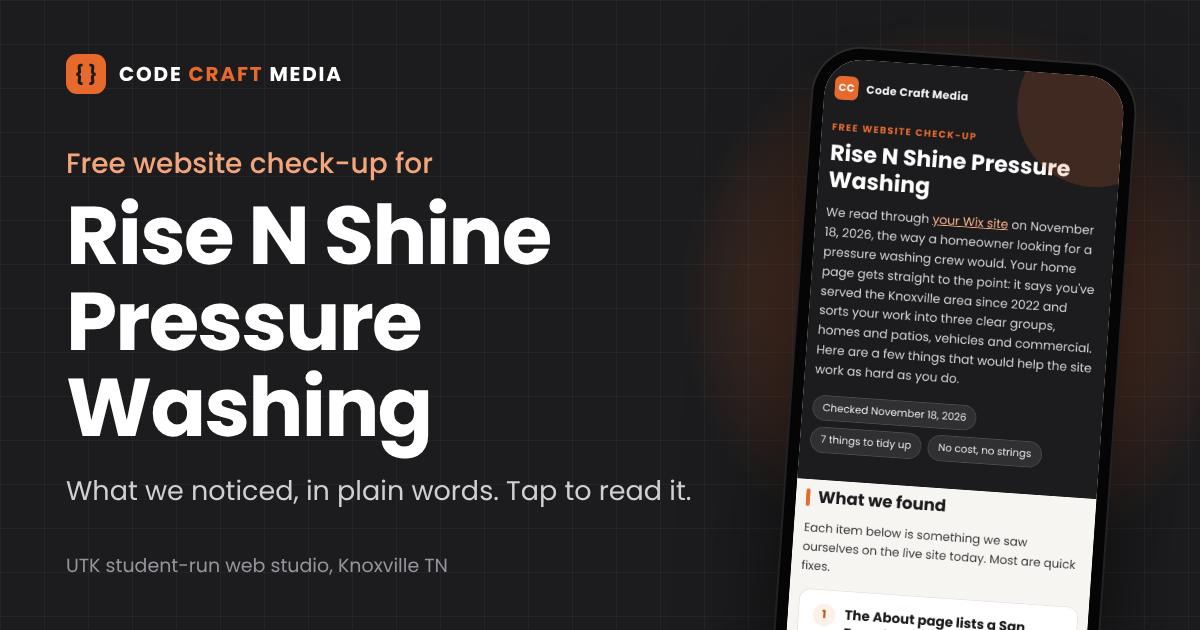 { } CODE CRAFT MEDIA
Free website check-up for
Rise N Shine
Pressure
Washing
What we noticed, in plain words. Tap to read it.
UTK student-run web studio, Knoxville TN
CC Code Craft Media
FREE WEBSITE CHECK-UP
Rise N Shine Pressure
Washing
We read through your Wix site on November
18, 2026, the way a homeowner looking for a
pressure washing crew would. Your home
page gets straight to the point: it says you've
served the Knoxville area since 2022 and
sorts your work into three clear groups,
homes and patios, vehicles and commercial.
Here are a few things that would help the site
work as hard as you do.
Checked November 18, 2026
7 things to tidy up
No cost, no strings
What we found
Each item below is something we saw
ourselves on the live site today. Most are quick
fixes.
1 The About page lists a San